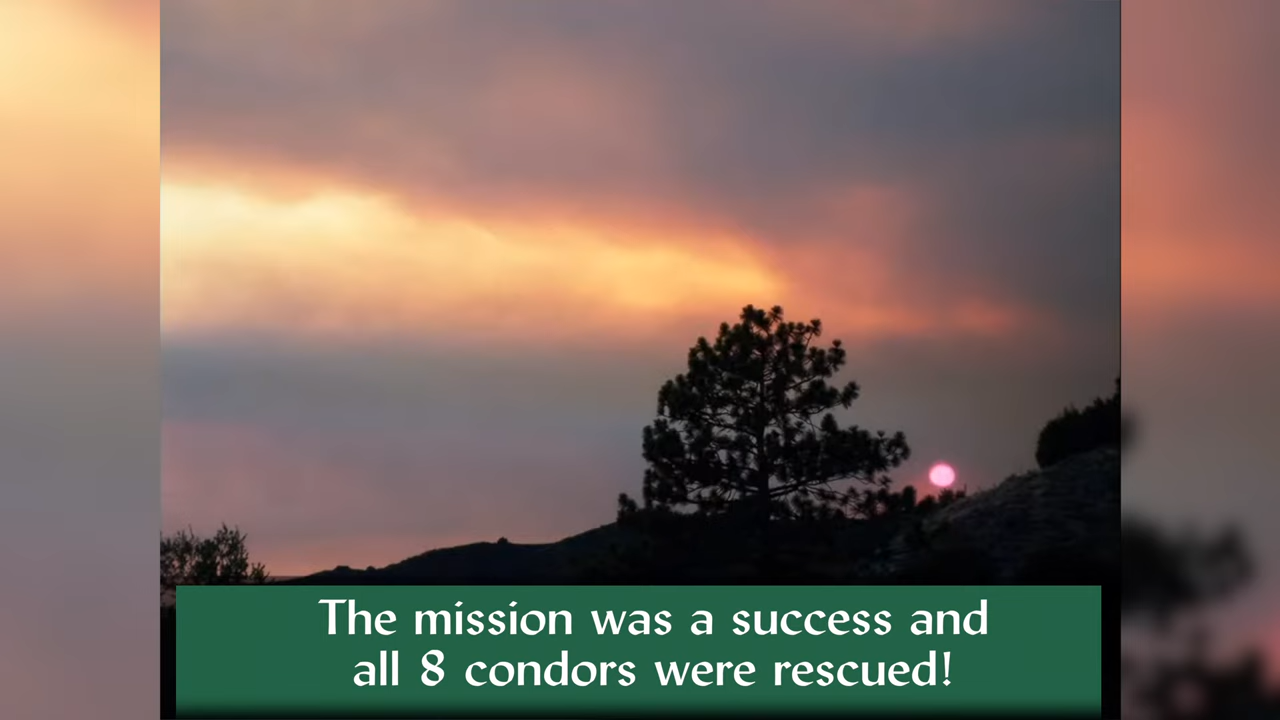 The mission was a success and
all 8 condors were rescued!